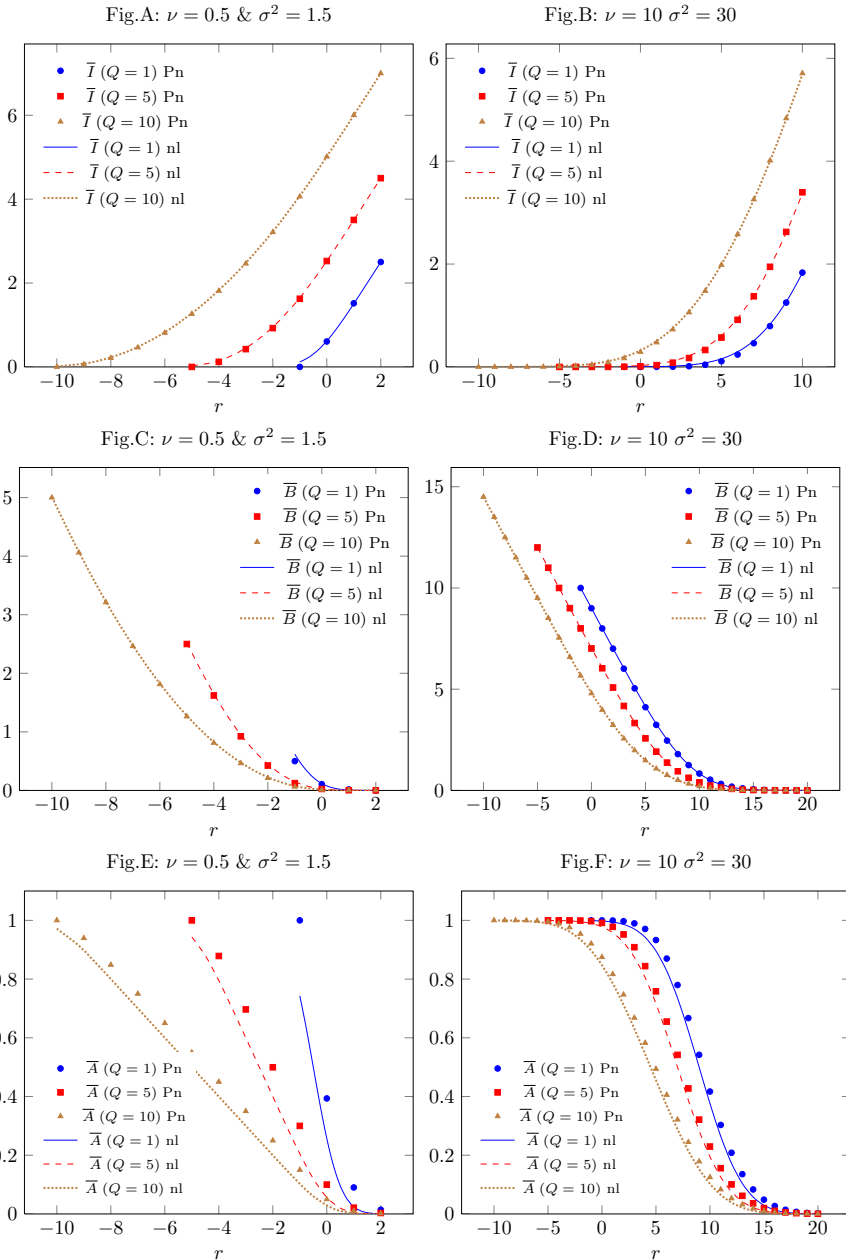 Fig.A: ν = 0.5 & σ² = 1.5
I̅ (Q = 1) Pn
I̅ (Q = 5) Pn
I̅ (Q = 10) Pn
I̅ (Q = 1) nl
I̅ (Q = 5) nl
I̅ (Q = 10) nl
6
4
2
0
−10 −8 −6 −4 −2 0 2
r
Fig.B: ν = 10 σ² = 30
I̅ (Q = 1) Pn
I̅ (Q = 5) Pn
I̅ (Q = 10) Pn
I̅ (Q = 1) nl
I̅ (Q = 5) nl
I̅ (Q = 10) nl
6
4
2
0
−10 −5 0 5 10
r
Fig.C: ν = 0.5 & σ² = 1.5
B̅ (Q = 1) Pn
B̅ (Q = 5) Pn
B̅ (Q = 10) Pn
B̅ (Q = 1) nl
B̅ (Q = 5) nl
B̅ (Q = 10) nl
5
4
3
2
1
0
−10 −8 −6 −4 −2 0 2
r
Fig.D: ν = 10 σ² = 30
B̅ (Q = 1) Pn
B̅ (Q = 5) Pn
B̅ (Q = 10) Pn
B̅ (Q = 1) nl
B̅ (Q = 5) nl
B̅ (Q = 10) nl
15
10
5
0
−10 −5 0 5 10 15 20
r
Fig.E: ν = 0.5 & σ² = 1.5
1
0.8
0.6
0.4
0.2
0
A̅ (Q = 1) Pn
A̅ (Q = 5) Pn
A̅ (Q = 10) Pn
A̅ (Q = 1) nl
A̅ (Q = 5) nl
A̅ (Q = 10) nl
−10 −8 −6 −4 −2 0 2
r
Fig.F: ν = 10 σ² = 30
1
0.8
0.6
0.4
0.2
0
A̅ (Q = 1) Pn
A̅ (Q = 5) Pn
A̅ (Q = 10) Pn
A̅ (Q = 1) nl
A̅ (Q = 5) nl
A̅ (Q = 10) nl
−10 −5 0 5 10 15 20
r